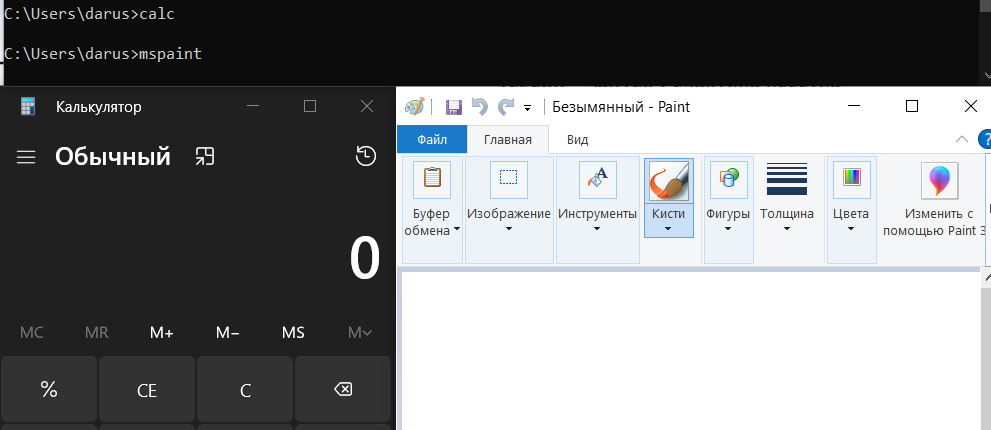 C:\Users\darus>calc
C:\Users\darus>mspaint
Калькулятор
Обычный
0
MC MR M+ M− MS M
% CE C
Безымянный - Paint
Файл Главная Вид
Буфер обмена
Изображение
Инструменты
Кисти
Фигуры
Толщина
Цвета
Изменить с
помощью Paint